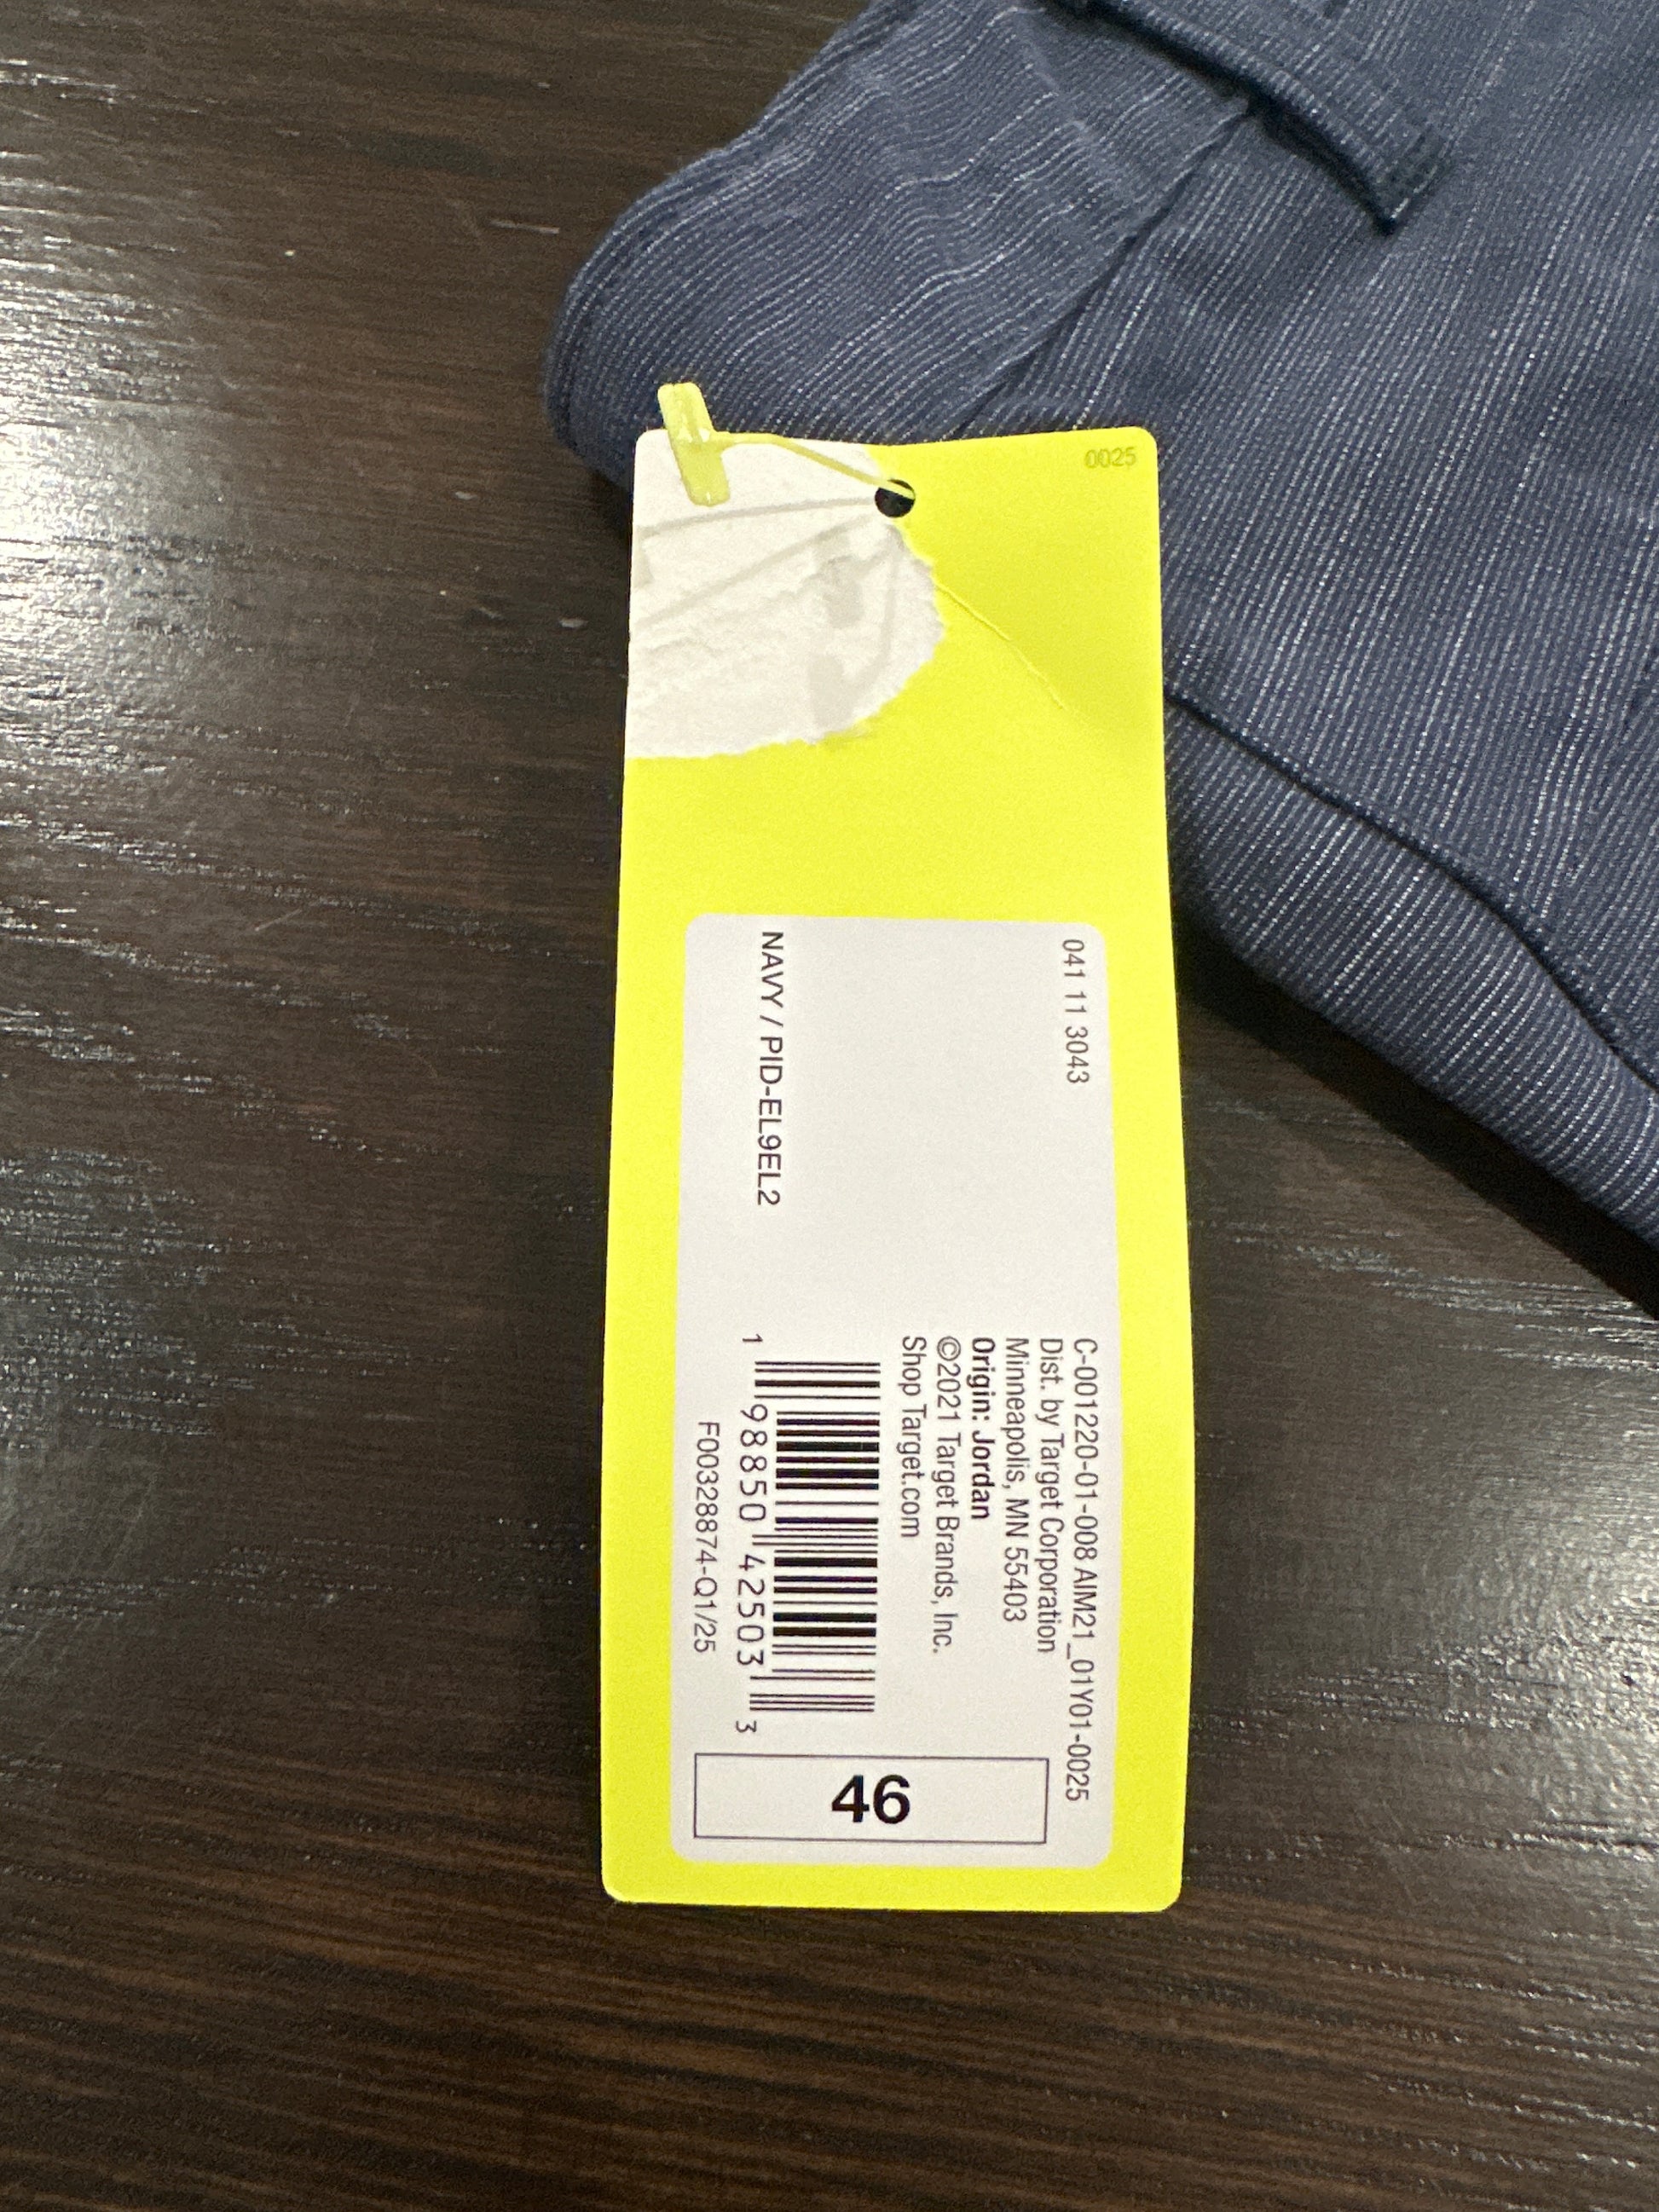 0025
041 11 3043
NAVY / PID-EL9EL2
C-001220-01-008 AIM21_01Y01-0025
Dist. by Target Corporation
Minneapolis, MN 55403
Origin: Jordan
©2021 Target Brands, Inc.
Shop Target.com
1 98850 42503 3
F00328874-Q1/25
46